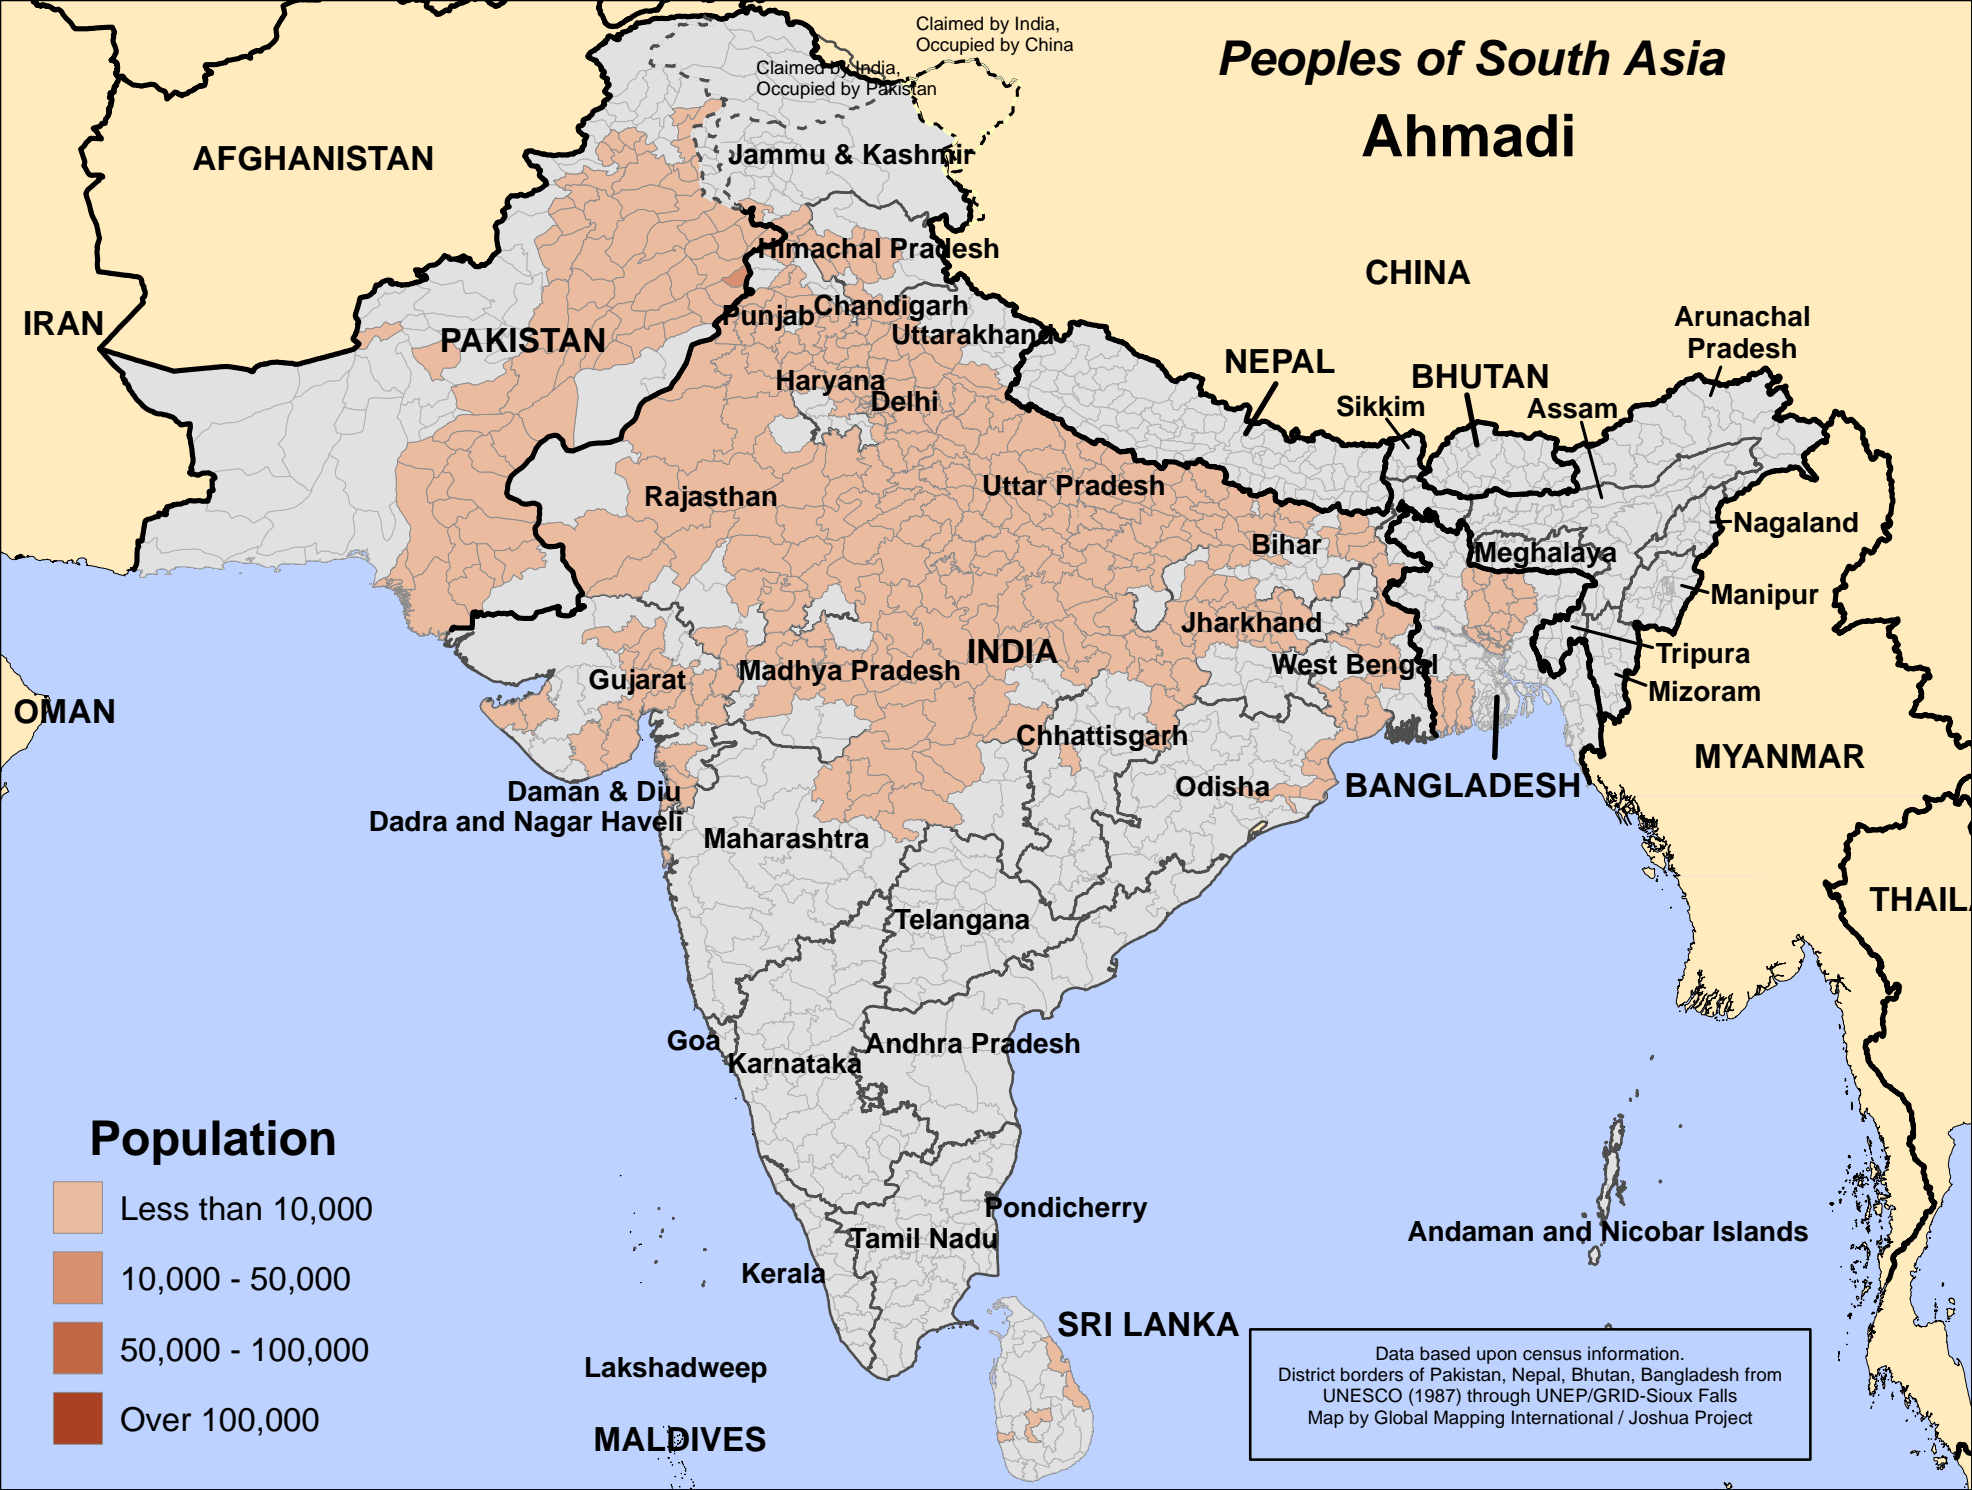 Claimed by India,
Occupied by China
Peoples of South Asia
Claimed by India,
Occupied by Pakistan
Ahmadi
AFGHANISTAN
Jammu & Kashmir
Himachal Pradesh
CHINA
IRAN
PAKISTAN
Punjab
Chandigarh
Uttarakhand
Arunachal
Pradesh
NEPAL
BHUTAN
Haryana
Delhi
Sikkim
Assam
Rajasthan
Uttar Pradesh
Bihar
Meghalaya
Nagaland
Manipur
Jharkhand
INDIA
West Bengal
Tripura
Mizoram
Gujarat
Madhya Pradesh
OMAN
Chhattisgarh
MYANMAR
Odisha
BANGLADESH
Daman & Diu
Dadra and Nagar Haveli
Maharashtra
THAIL
Telangana
Goa
Karnataka
Andhra Pradesh
Pondicherry
Tamil Nadu
Kerala
Andaman and Nicobar Islands
SRI LANKA
Lakshadweep
MALDIVES
Population
Less than 10,000
10,000 - 50,000
50,000 - 100,000
Over 100,000
Data based upon census information.
District borders of Pakistan, Nepal, Bhutan, Bangladesh from
UNESCO (1987) through UNEP/GRID-Sioux Falls
Map by Global Mapping International / Joshua Project